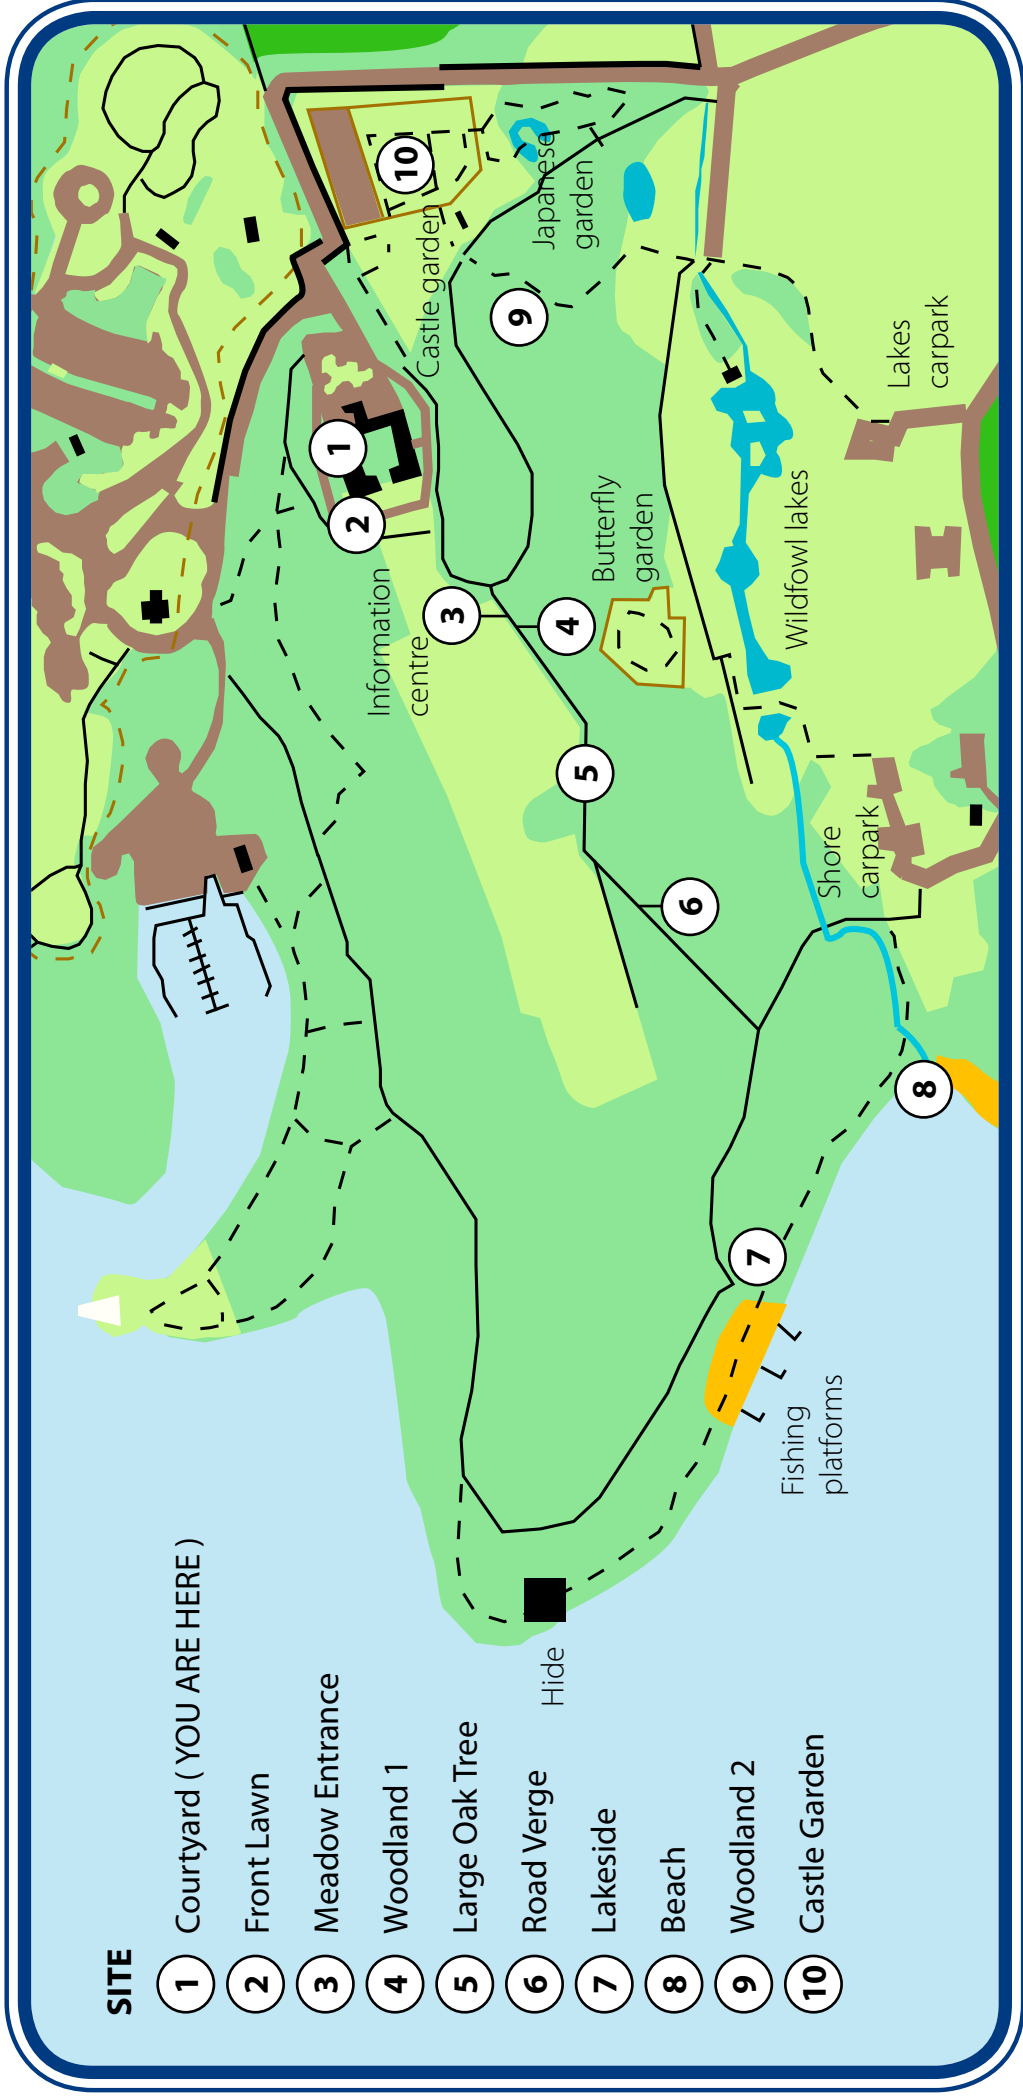 SITE
1 Courtyard ( YOU ARE HERE )
2 Front Lawn
3 Meadow Entrance
4 Woodland 1
5 Large Oak Tree
6 Road Verge
7 Lakeside
8 Beach
9 Woodland 2
10 Castle Garden
Hide
Fishing
platforms
7
8
6
5
Shore
carpark
Information
centre
3
4
Butterfly
garden
Wildfowl lakes
2
1
Castle garden
9
Lakes
carpark
10
Japanese
garden